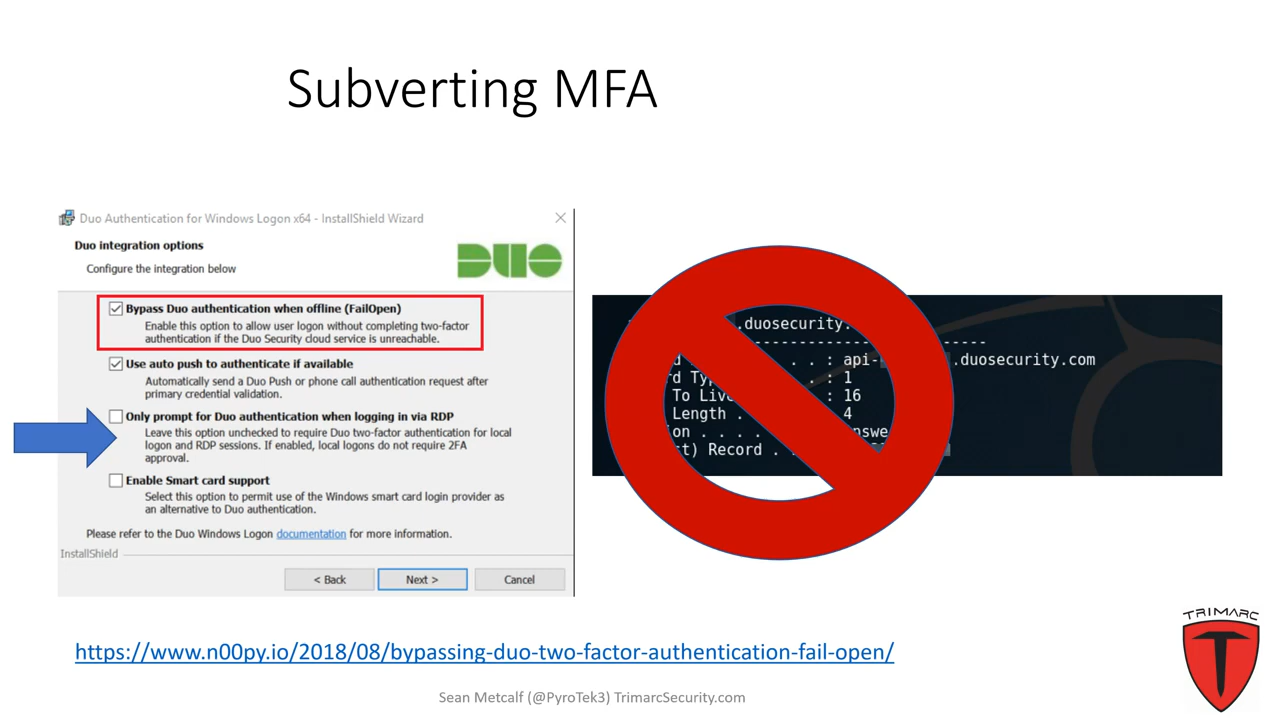 Subverting MFA
Duo Authentication for Windows Logon x64 - InstallShield Wizard
Duo integration options
Configure the integration below
DUO
Bypass Duo authentication when offline (FailOpen)
Enable this option to allow user logon without completing two-factor
authentication if the Duo Security cloud service is unreachable.
Use auto push to authenticate if available
Automatically send a Duo Push or phone call authentication request after
primary credential validation.
Only prompt for Duo authentication when logging in via RDP
Leave this option unchecked to require Duo two-factor authentication for local
logon and RDP sessions. If enabled, local logons do not require 2FA
approval.
Enable Smart card support
Select this option to permit use of the Windows smart card login provider as
an alternative to Duo authentication.
Please refer to the Duo Windows Logon documentation for more information.
InstallShield
< Back
Next >
Cancel
.duosecurity.
. . : api- .duosecurity.com
. : 1
To Live : 16
Length . 4
. . . .
) Record .
https://www.n00py.io/2018/08/bypassing-duo-two-factor-authentication-fail-open/
Sean Metcalf (@PyroTek3) TrimarcSecurity.com
TRIMARC